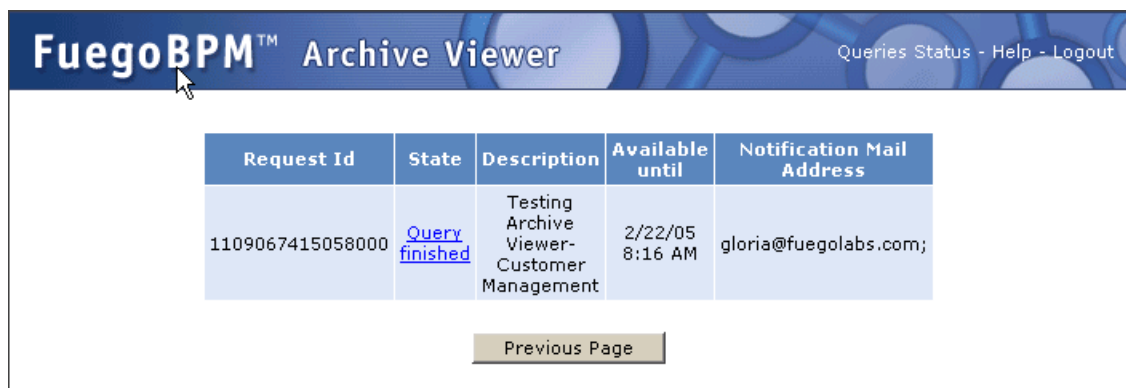 FuegoBPM™ Archive Viewer
Queries Status - Help - Logout
Request Id
State
Description
Available
until
Notification Mail
Address
1109067415058000
Query
finished
Testing
Archive
Viewer-
Customer
Management
2/22/05
8:16 AM
gloria@fuegolabs.com;
Previous Page